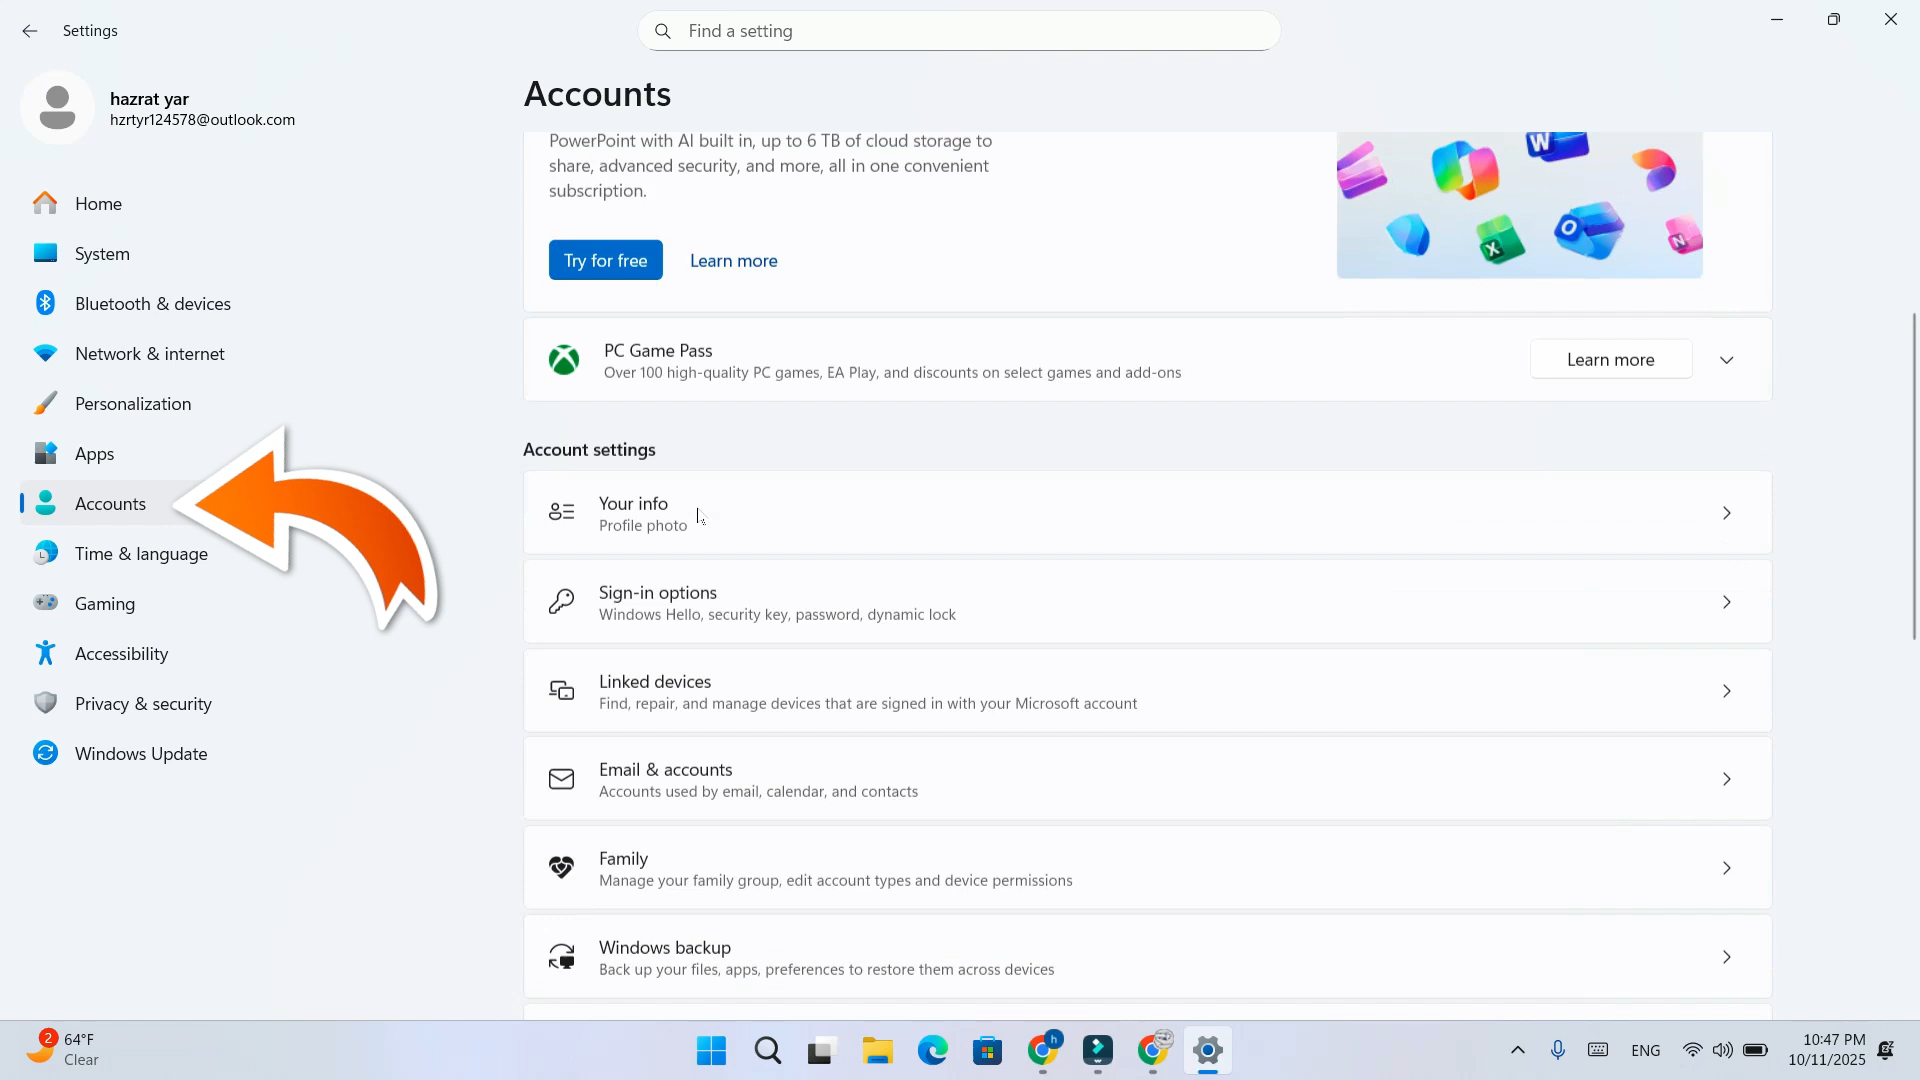 Settings
Find a setting
hazrat yar
hzrtyr124578@outlook.com
Home
System
Bluetooth & devices
Network & internet
Personalization
Apps
Accounts
Time & language
Gaming
Accessibility
Privacy & security
Windows Update
Accounts
PowerPoint with AI built in, up to 6 TB of cloud storage to
share, advanced security, and more, all in one convenient
subscription.
Try for free
Learn more
W
X
O
N
PC Game Pass
Over 100 high-quality PC games, EA Play, and discounts on select games and add-ons
Learn more
Account settings
Your info
Profile photo
Sign-in options
Windows Hello, security key, password, dynamic lock
Linked devices
Find, repair, and manage devices that are signed in with your Microsoft account
Email & accounts
Accounts used by email, calendar, and contacts
Family
Manage your family group, edit account types and device permissions
Windows backup
Back up your files, apps, preferences to restore them across devices
2
64°F
Clear
h
ENG
10:47 PM
10/11/2025